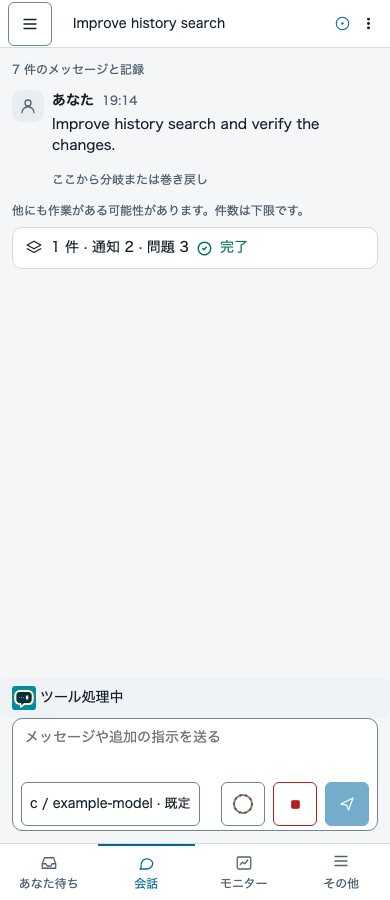 Improve history search
7 件のメッセージと記録
あなた 19:14
Improve history search and verify the
changes.
ここから分岐または巻き戻し
他にも作業がある可能性があります。件数は下限です。
1 件 · 通知 2 · 問題 3 完了
ツール処理中
メッセージや追加の指示を送る
c / example-model · 既定
あなた待ち
会話
モニター
その他